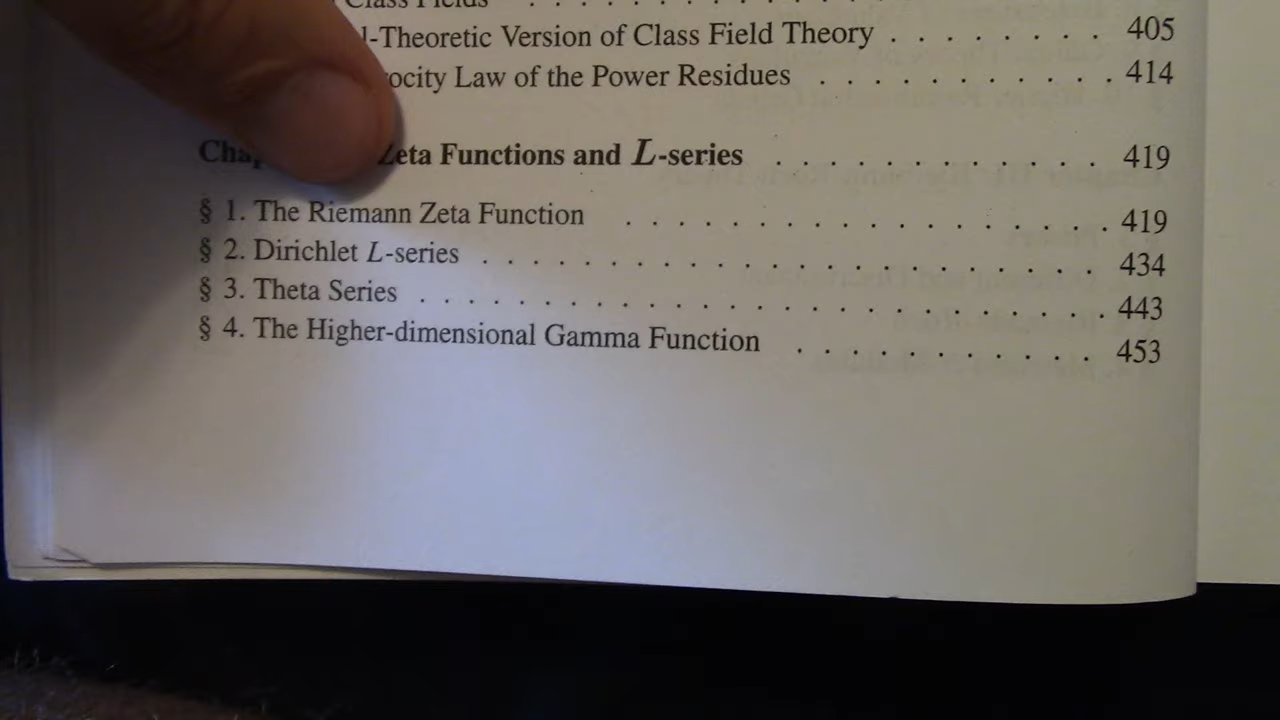 Class Fields . . . . . . . . . . . .
l-Theoretic Version of Class Field Theory . . . . . . . . . 405
ocity Law of the Power Residues . . . . . . . . . . . 414
Zeta Functions and L-series . . . . . . . . . . . . 419
§ 1. The Riemann Zeta Function . . . . . . . . . . . . . . . . . . 419
§ 2. Dirichlet L-series . . . . . . . . . . . . . . . . . . . . . . 434
§ 3. Theta Series . . . . . . . . . . . . . . . . . . . . . . . . 443
§ 4. The Higher-dimensional Gamma Function . . . . . . . . . . . 453